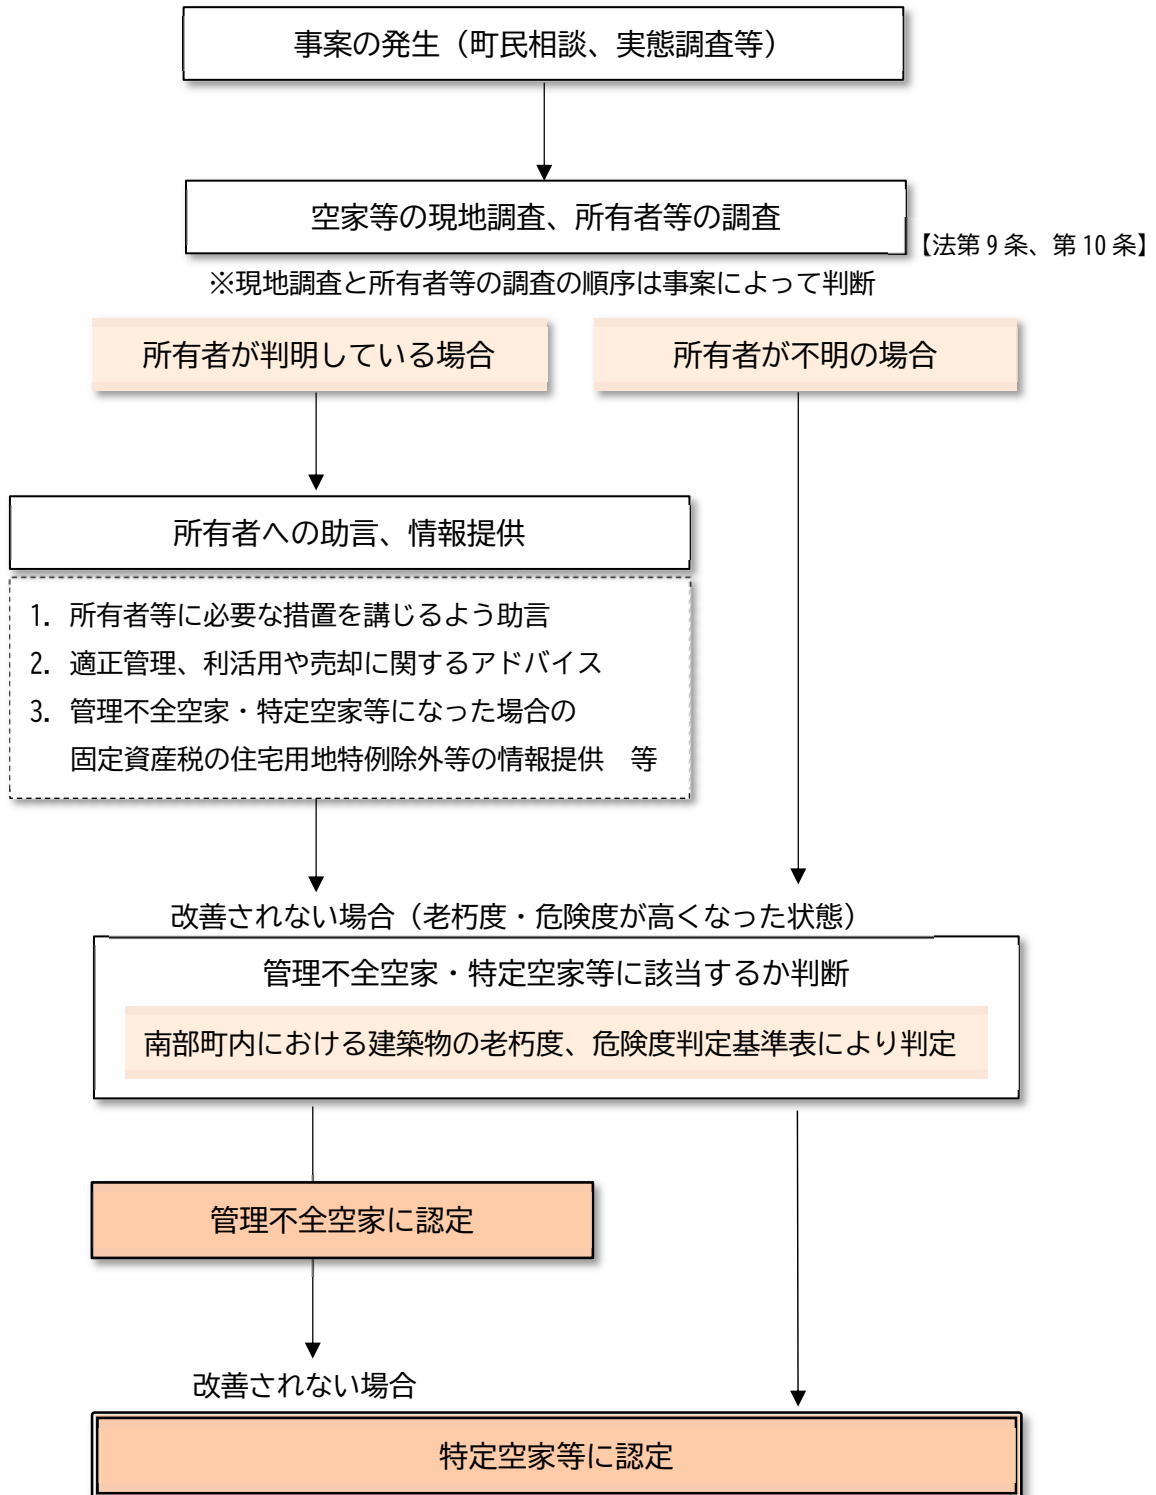 事案の発生（町民相談、実態調査等）
空家等の現地調査、所有者等の調査
【法第9条、第10条】
※現地調査と所有者等の調査の順序は事案によって判断
所有者が判明している場合
所有者が不明の場合
所有者への助言、情報提供
1. 所有者等に必要な措置を講じるよう助言
2. 適正管理、利活用や売却に関するアドバイス
3. 管理不全空家・特定空家等になった場合の
固定資産税の住宅用地特例除外等の情報提供　等
改善されない場合（老朽度・危険度が高くなった状態）
管理不全空家・特定空家等に該当するか判断
南部町内における建築物の老朽度、危険度判定基準表により判定
管理不全空家に認定
改善されない場合
特定空家等に認定